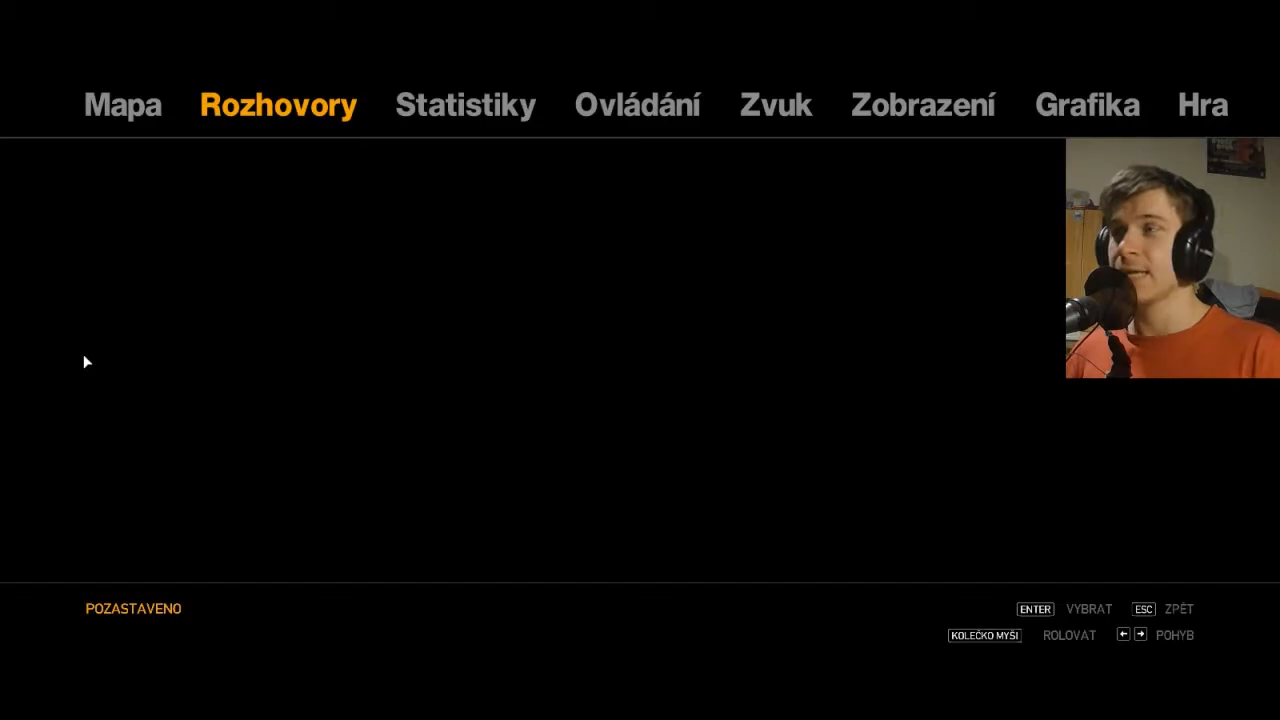 Mapa Rozhovory Statistiky Ovládání Zvuk Zobrazení Grafika Hra
POZASTAVENO
ENTER VYBRAT ESC ZPĚT
KOLEČKO MYŠI ROLOVAT ← → POHYB